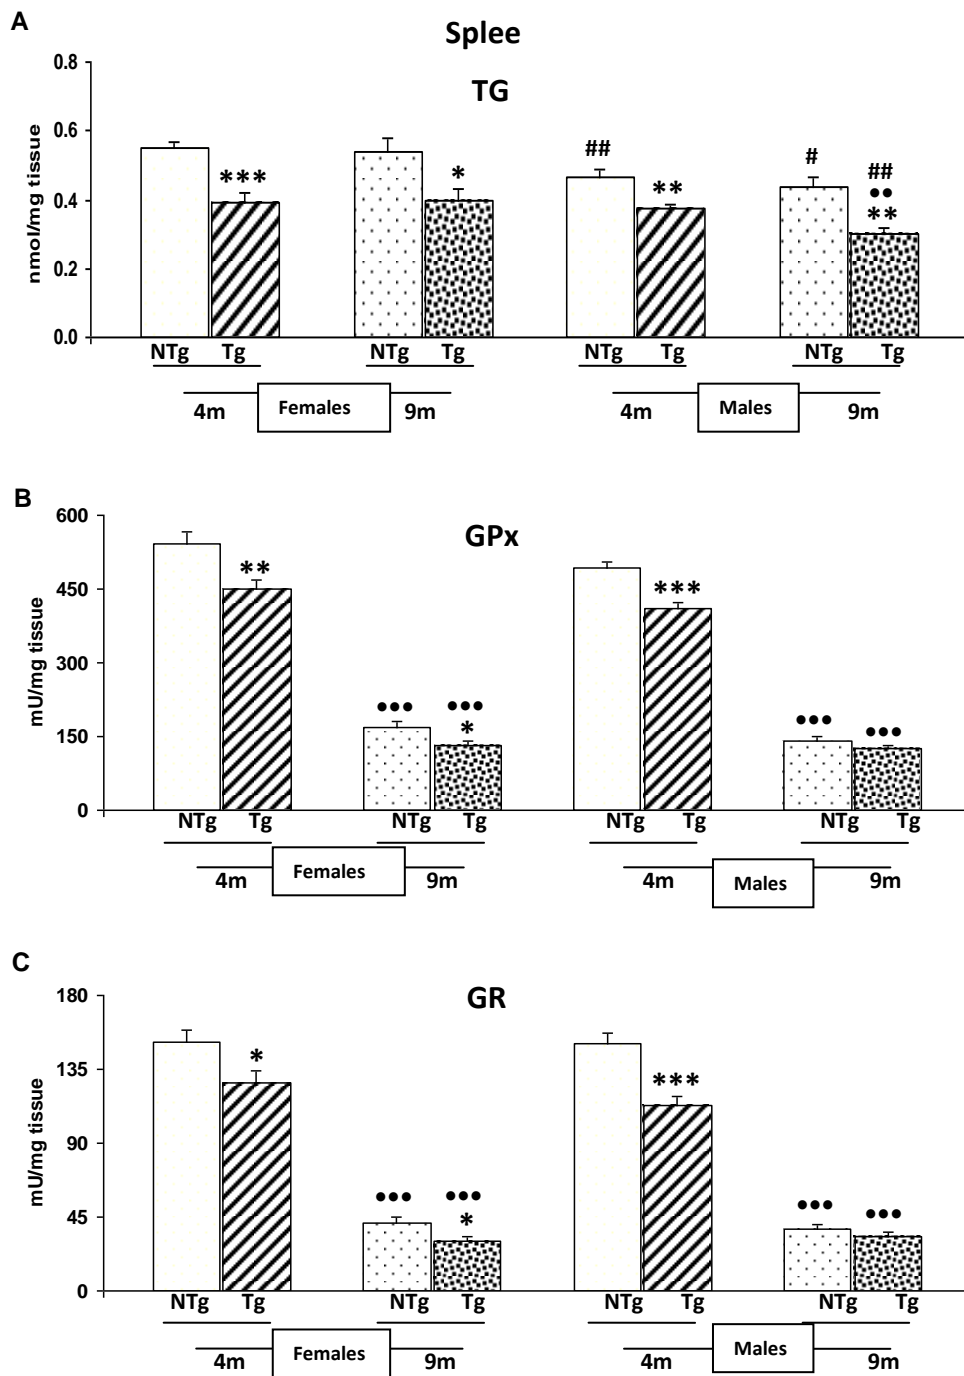 A
Splee
TG
0.8
0.6
0.4
0.2
0.0
nmol/mg tissue
***
*
##
**
#
##
●●
**
NTg Tg NTg Tg NTg Tg NTg Tg
4m Females 9m 4m Males 9m
B
GPx
600
450
300
150
0
mU/mg tissue
**
●●●
●●●
*
***
●●●
●●●
NTg Tg NTg Tg NTg Tg NTg Tg
4m Females 9m 4m Males 9m
C
GR
180
135
90
45
0
mU/mg tissue
*
●●●
●●●
*
***
●●●
●●●
NTg Tg NTg Tg NTg Tg NTg Tg
4m Females 9m 4m Males 9m